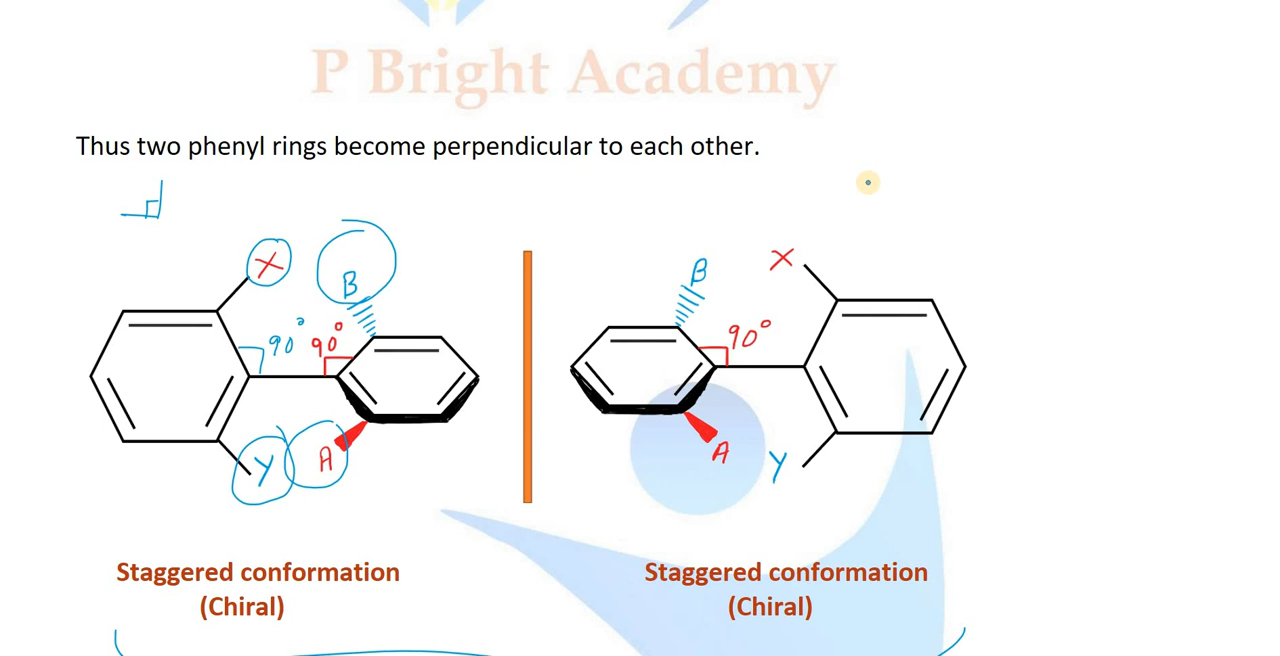 P Bright Academy
Thus two phenyl rings become perpendicular to each other.
X
B
90°
90°
Y
A
B
X
90°
A
Y
Staggered conformation
(Chiral)
Staggered conformation
(Chiral)